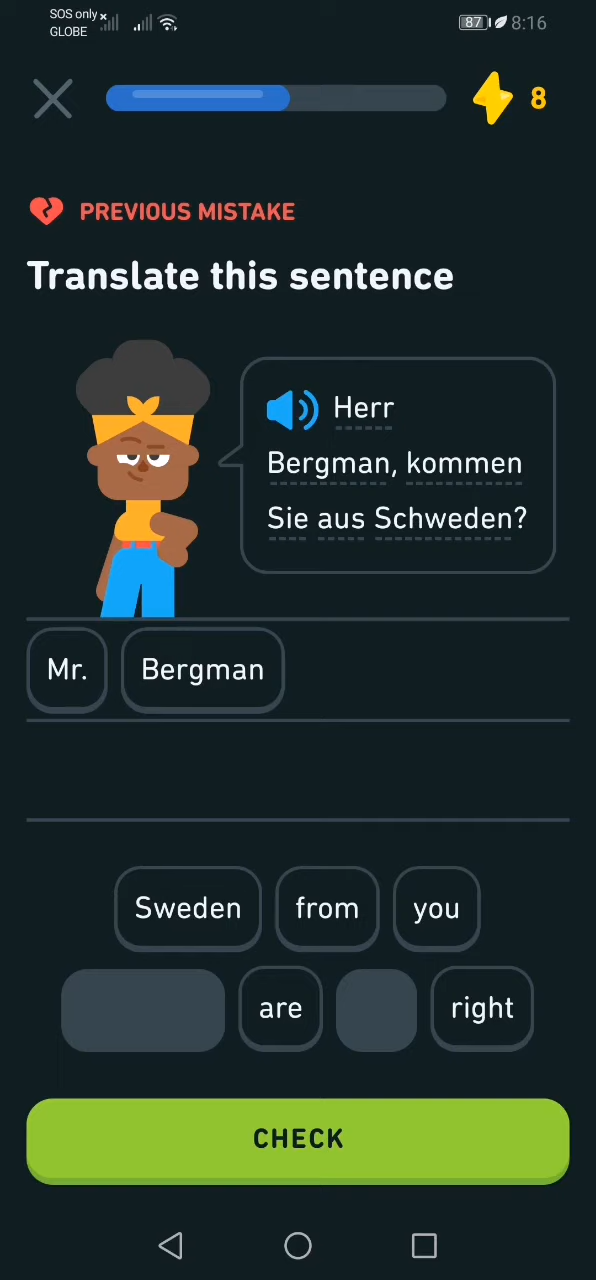 SOS only
GLOBE
87
8:16
8
PREVIOUS MISTAKE
Translate this sentence
Herr
Bergman, kommen
Sie aus Schweden?
Mr. Bergman
Sweden from you
are right
CHECK